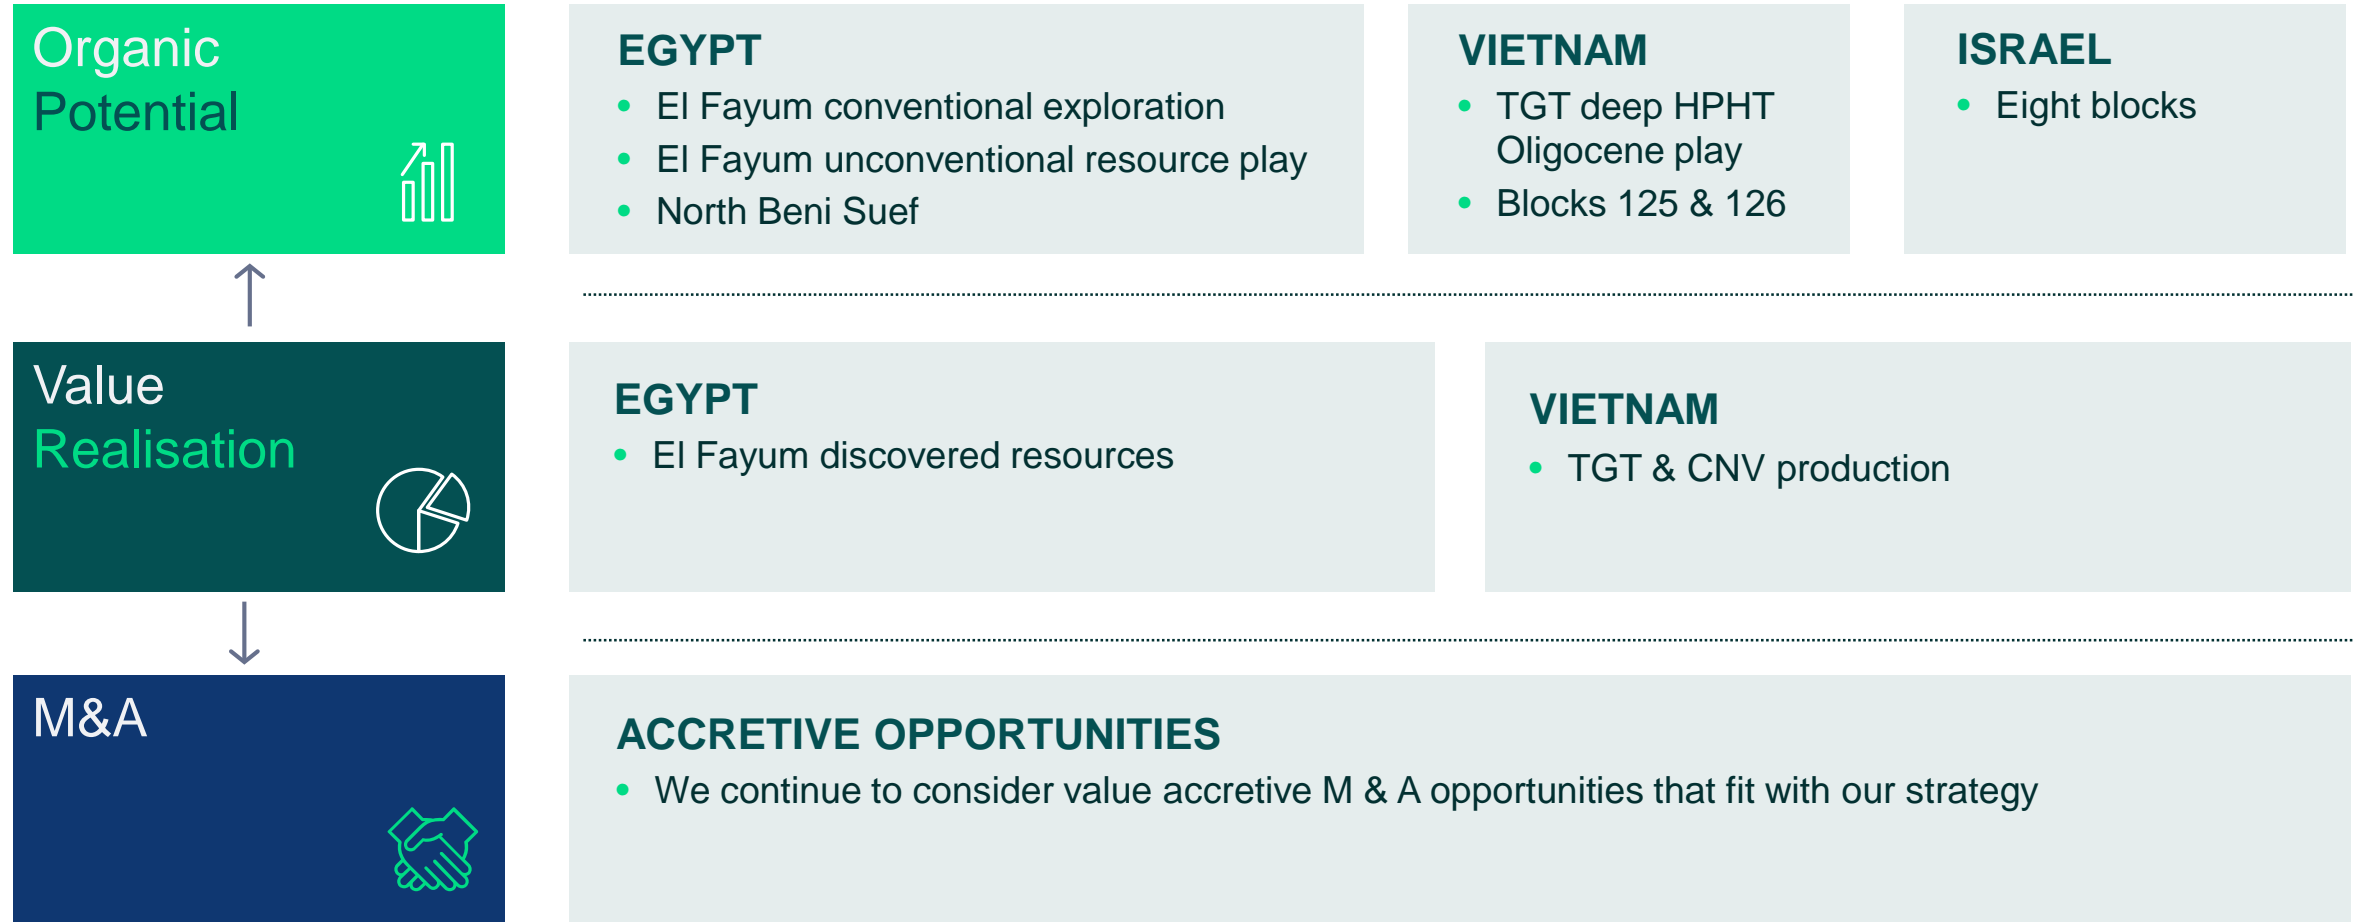 Organic
Potential
EGYPT
• El Fayum conventional exploration
• El Fayum unconventional resource play
• North Beni Suef
VIETNAM
• TGT deep HPHT
Oligocene play
• Blocks 125 & 126
ISRAEL
• Eight blocks
Value
Realisation
EGYPT
• El Fayum discovered resources
VIETNAM
• TGT & CNV production
M&A
ACCRETIVE OPPORTUNITIES
• We continue to consider value accretive M & A opportunities that fit with our strategy